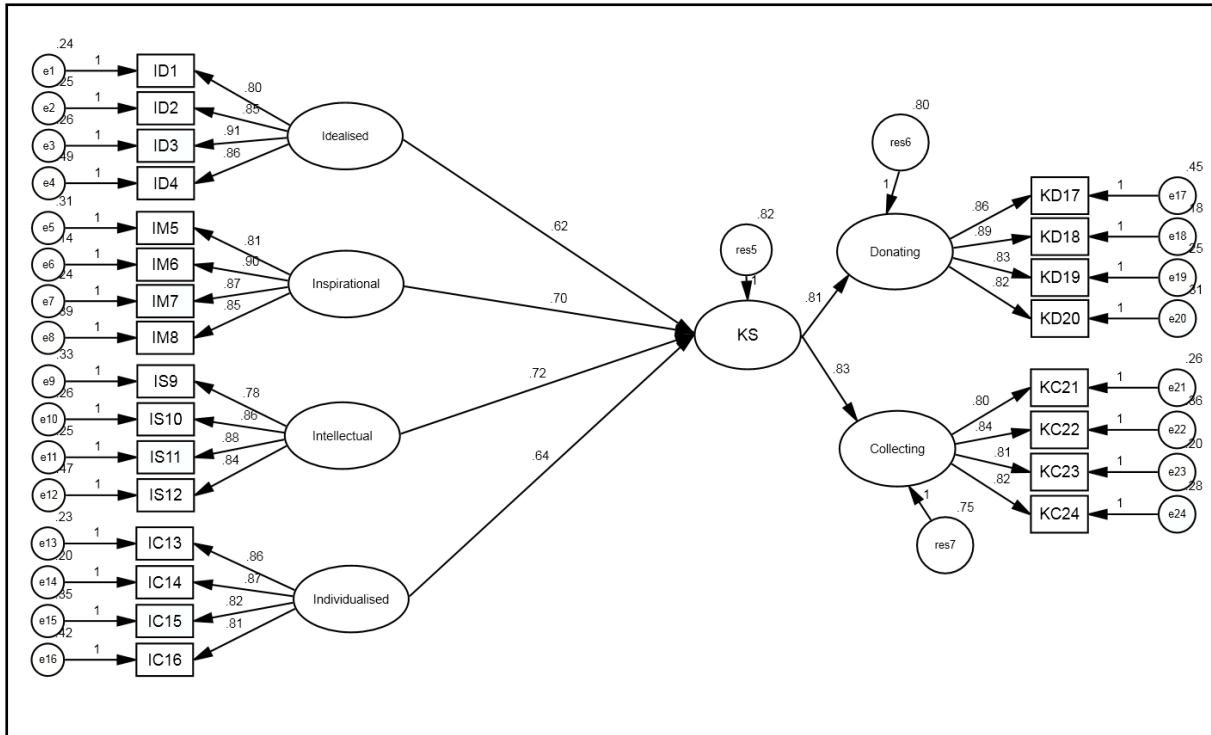 .24
e1 1 ID1
.25
e2 1 ID2
.26
e3 1 ID3
.49
e4 1 ID4
.80
.85
.91
.86
Idealised
.31
e5 1 IM5
.14
e6 1 IM6
.24
e7 1 IM7
.39
e8 1 IM8
.81
.90
.87
.85
Inspirational
.33
e9 1 IS9
.26
e10 1 IS10
.25
e11 1 IS11
.47
e12 1 IS12
.78
.86
.88
.84
Intellectual
.23
e13 1 IC13
.20
e14 1 IC14
.35
e15 1 IC15
.42
e16 1 IC16
.86
.87
.82
.81
Individualised
.62
.70
.72
.64
.82
res5
1
KS
.81
.83
.80
res6
1
Donating
.86
.89
.83
.82
.45
KD17 1 e17
.18
KD18 1 e18
.25
KD19 1 e19
.31
KD20 1 e20
Collecting
1
.75
res7
.80
.84
.81
.82
.26
KC21 1 e21
.36
KC22 1 e22
.20
KC23 1 e23
.28
KC24 1 e24